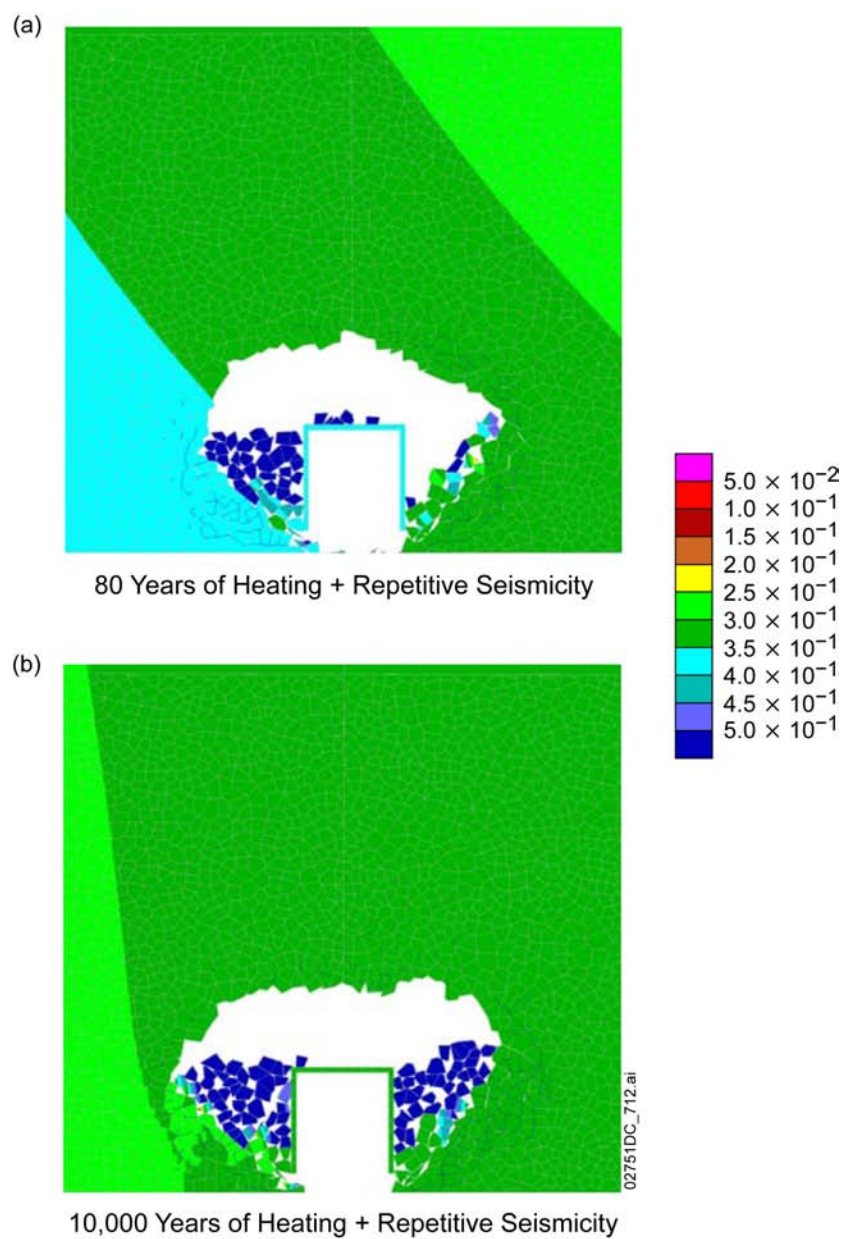 (a)
80 Years of Heating + Repetitive Seismicity
5.0 × 10⁻²
1.0 × 10⁻¹
1.5 × 10⁻¹
2.0 × 10⁻¹
2.5 × 10⁻¹
3.0 × 10⁻¹
3.5 × 10⁻¹
4.0 × 10⁻¹
4.5 × 10⁻¹
5.0 × 10⁻¹
(b)
02751DC_712.ai
10,000 Years of Heating + Repetitive Seismicity